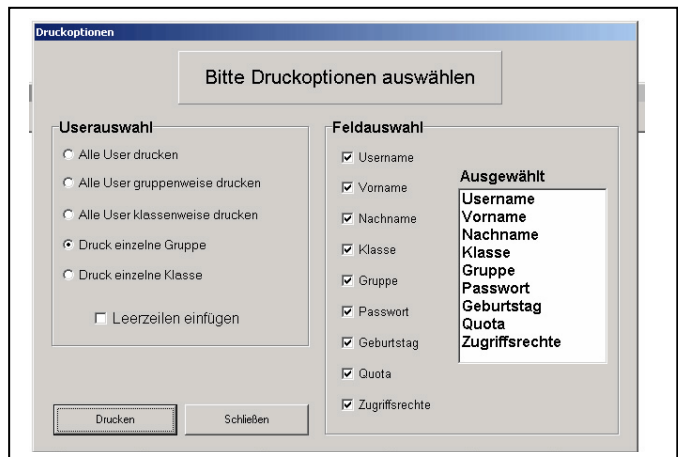 Druckoptionen
Bitte Druckoptionen auswählen
Userauswahl
Alle User drucken
Alle User gruppenweise drucken
Alle User klassenweise drucken
Druck einzelne Gruppe
Druck einzelne Klasse
Leerzeilen einfügen
Feldauswahl
Username
Vorname
Nachname
Klasse
Gruppe
Passwort
Geburtstag
Quota
Zugriffsrechte
Ausgewählt
Username
Vorname
Nachname
Klasse
Gruppe
Passwort
Geburtstag
Quota
Zugriffsrechte
Drucken
Schließen